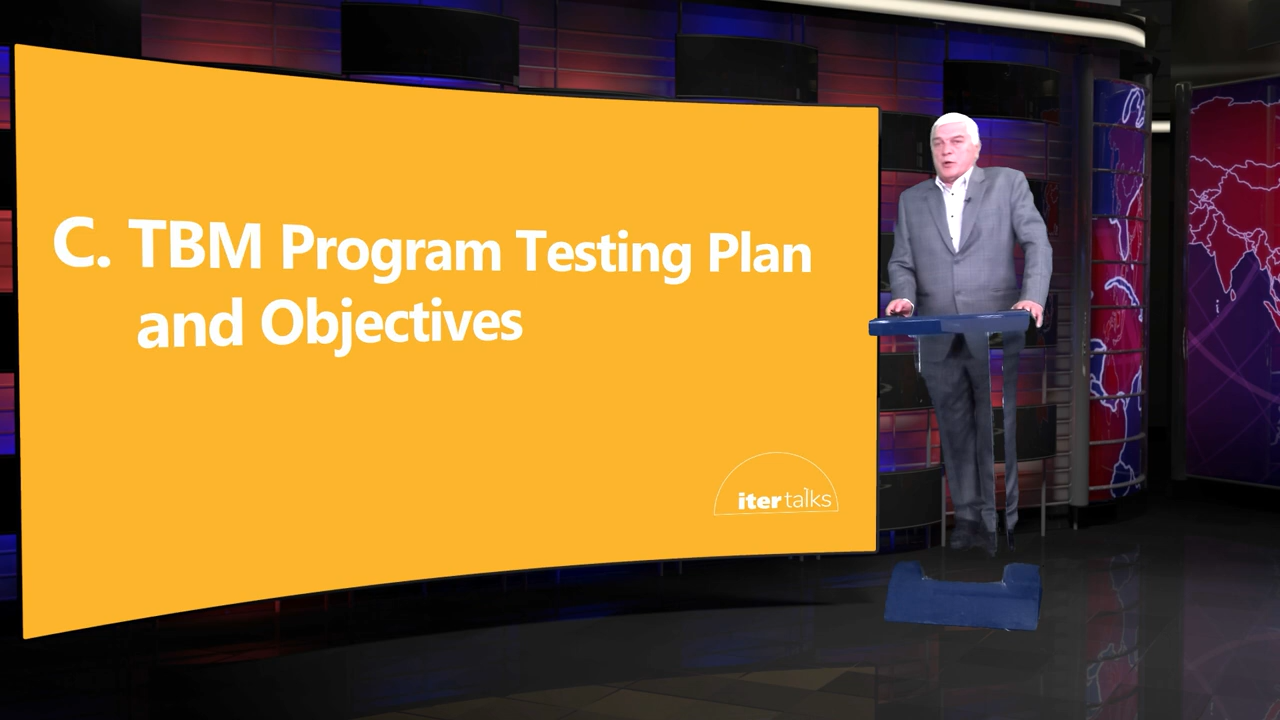 C. TBM Program Testing Plan
and Objectives
iter talks